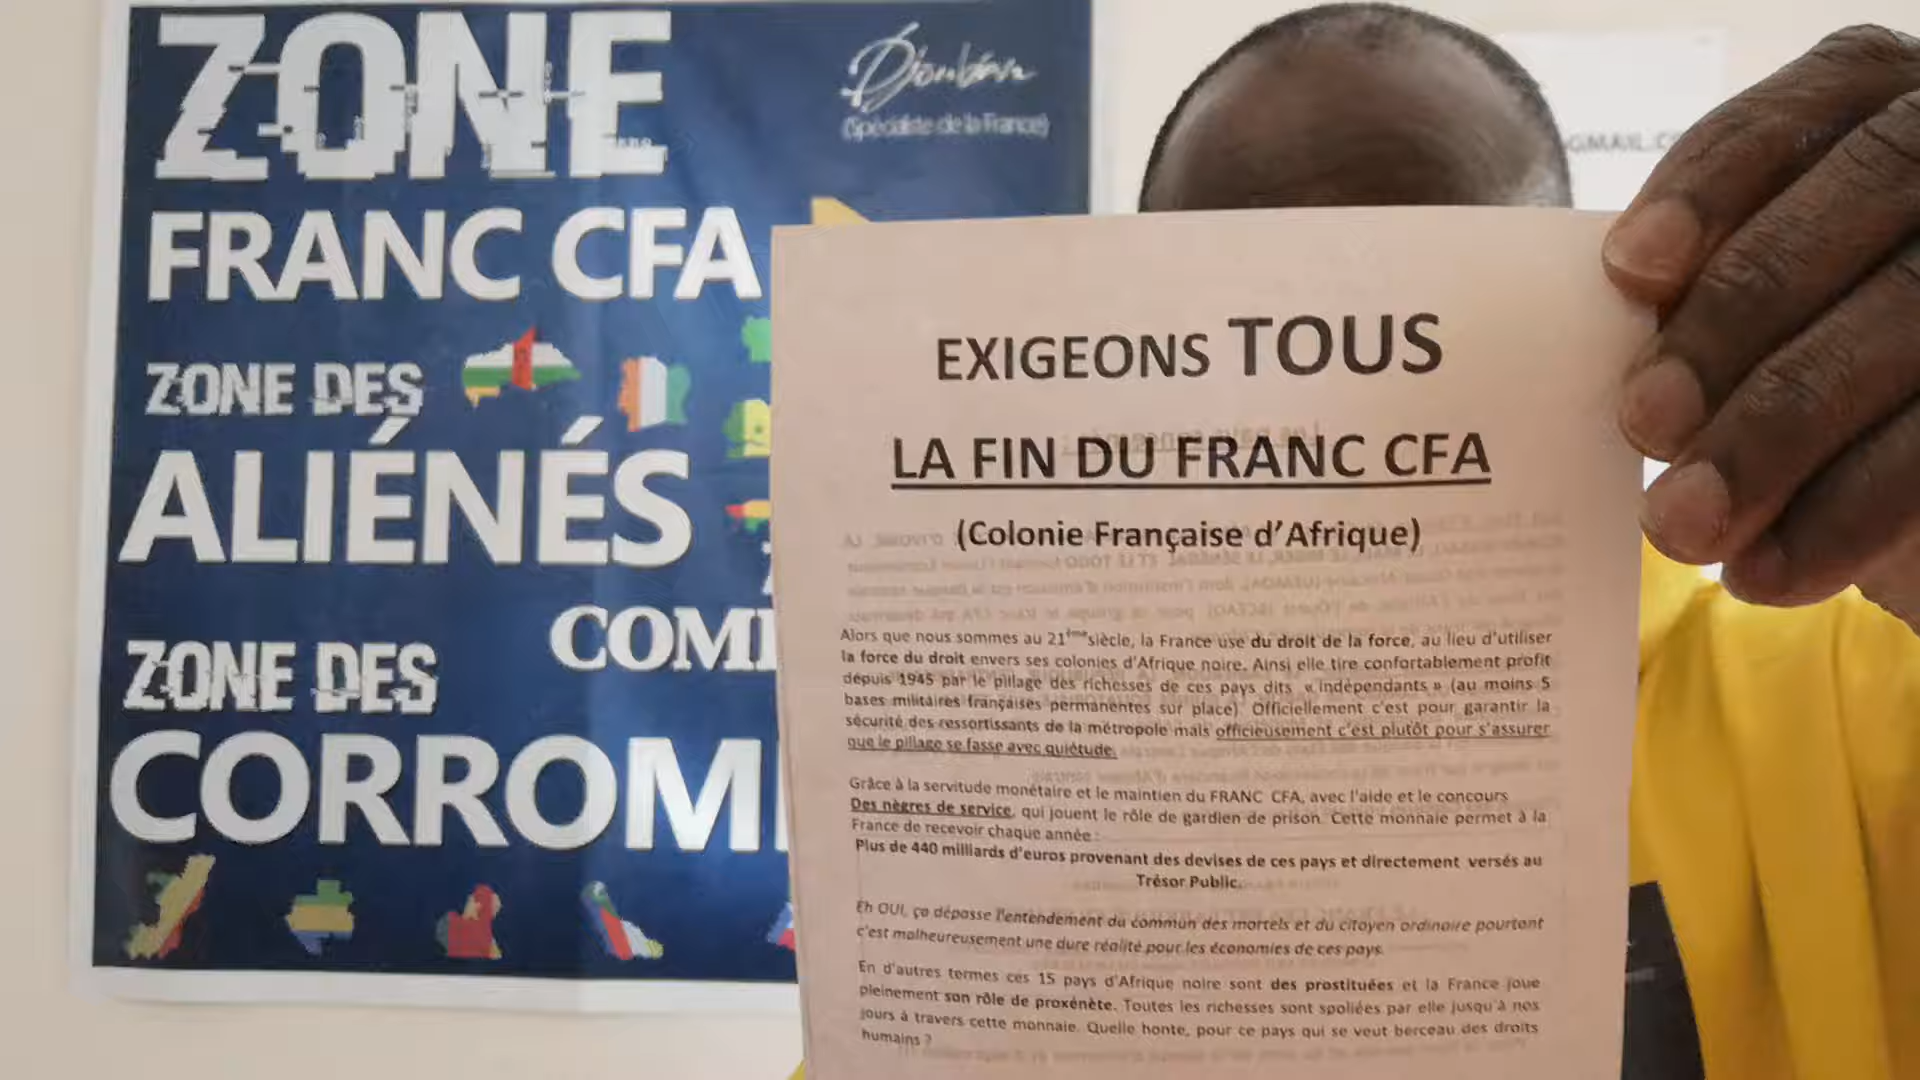 ZONE
FRANC CFA
ZONE DES
ALIÉNÉS
COM
ZONE DES
CORROM
Djombéra
(Spécialiste de la France)
GMAIL.C
EXIGEONS TOUS
LA FIN DU FRANC CFA
(Colonie Française d’Afrique)
Alors que nous sommes au 21ème siècle, la France use du droit de la force, au lieu d’utiliser
la force du droit envers ses colonies d’Afrique noire. Ainsi elle tire confortablement profit
depuis 1945 par le pillage des richesses de ces pays dits « indépendants » (au moins 5
bases militaires françaises permanentes sur place). Officiellement c’est pour garantir la
sécurité des ressortissants de la métropole mais officieusement c’est plutôt pour s’assurer
que le pillage se fasse avec quiétude.
Grâce à la servitude monétaire et le maintien du FRANC CFA, avec l’aide et le concours
Des nègres de service, qui jouent le rôle de gardien de prison. Cette monnaie permet à la
France de recevoir chaque année :
Plus de 440 milliards d’euros provenant des devises de ces pays et directement versés au
Trésor Public.
Eh OUI, ça dépasse l’entendement du commun des mortels et du citoyen ordinaire pourtant
c’est malheureusement une dure réalité pour les économies de ces pays.
En d’autres termes ces 15 pays d’Afrique noire sont des prostituées et la France joue
pleinement son rôle de proxénète. Toutes les richesses sont spoliées par elle jusqu’à nos
jours à travers cette monnaie. Quelle honte, pour ce pays qui se veut berceau des droits
humains ?